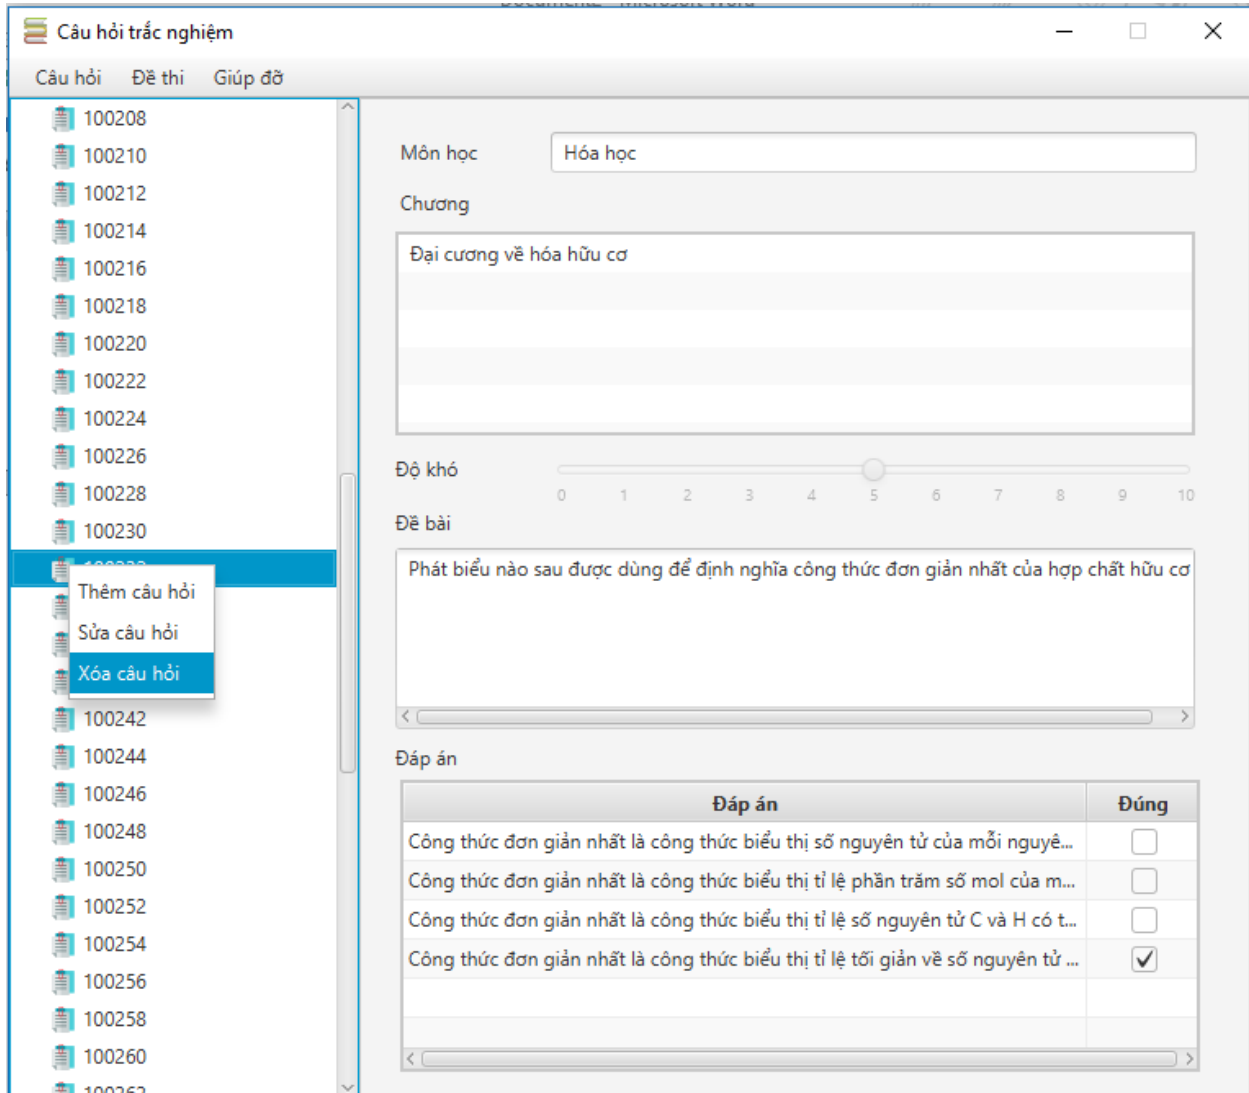 Câu hỏi trắc nghiệm
Câu hỏi Đề thi Giúp đỡ
100208
100210
100212
100214
100216
100218
100220
100222
100224
100226
100228
100230
Thêm câu hỏi
Sửa câu hỏi
Xóa câu hỏi
100242
100244
100246
100248
100250
100252
100254
100256
100258
100260
Môn học Hóa học
Chương
Đại cương về hóa hữu cơ
Độ khó
0 1 2 3 4 5 6 7 8 9 10
Đề bài
Phát biểu nào sau được dùng để định nghĩa công thức đơn giản nhất của hợp chất hữu cơ
Đáp án
Đáp án Đúng
Công thức đơn giản nhất là công thức biểu thị số nguyên tử của mỗi nguyê...
Công thức đơn giản nhất là công thức biểu thị tỉ lệ phần trăm số mol của m...
Công thức đơn giản nhất là công thức biểu thị tỉ lệ số nguyên tử C và H có t...
Công thức đơn giản nhất là công thức biểu thị tỉ lệ tối giản về số nguyên tử ...